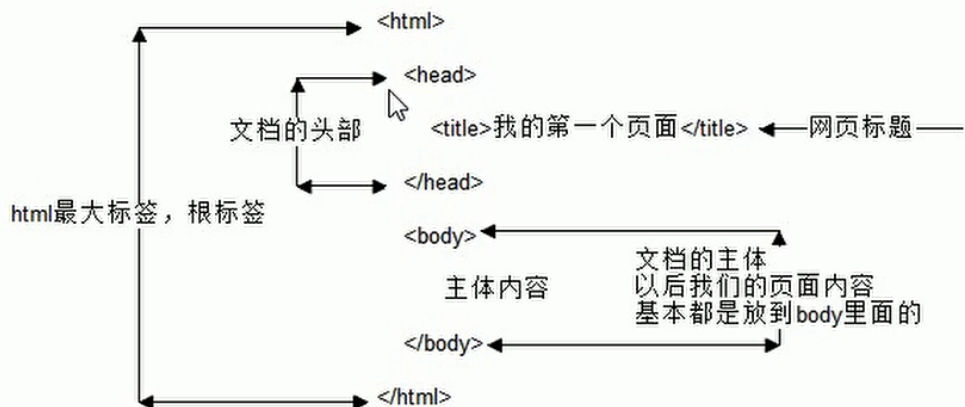 <html>
<head>
文档的头部
<title>我的第一个页面</title>
网页标题
</head>
html最大标签，根标签
<body>
文档的主体
以后我们的页面内容
基本都是放到body里面的
主体内容
</body>
</html>